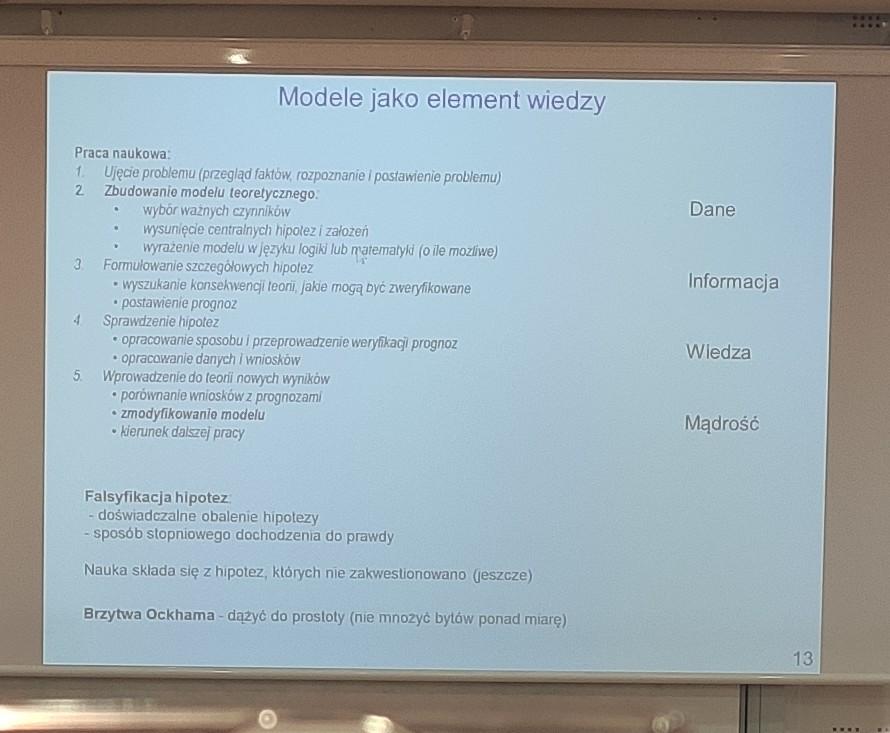 Modele jako element wiedzy
Praca naukowa:
1. Ujęcie problemu (przegląd faktów, rozpoznanie i postawienie problemu)
2. Zbudowanie modelu teoretycznego:
• wybór ważnych czynników
• wysunięcie centralnych hipotez i założeń
• wyrażenie modelu w języku logiki lub matematyki (o ile możliwe)
3. Formułowanie szczegółowych hipotez
• wyszukanie konsekwencji teorii, jakie mogą być zweryfikowane
• postawienie prognoz
4. Sprawdzenie hipotez
• opracowanie sposobu i przeprowadzenie weryfikacji prognoz
• opracowanie danych i wniosków
5. Wprowadzenie do teorii nowych wyników
• porównanie wniosków z prognozami
• zmodyfikowanie modelu
• kierunek dalszej pracy
Dane
Informacja
Wiedza
Mądrość
Falsyfikacja hipotez:
- doświadczalne obalenie hipotezy
- sposób stopniowego dochodzenia do prawdy
Nauka składa się z hipotez, których nie zakwestionowano (jeszcze)
Brzytwa Ockhama - dążyć do prostoty (nie mnożyć bytów ponad miarę)
13